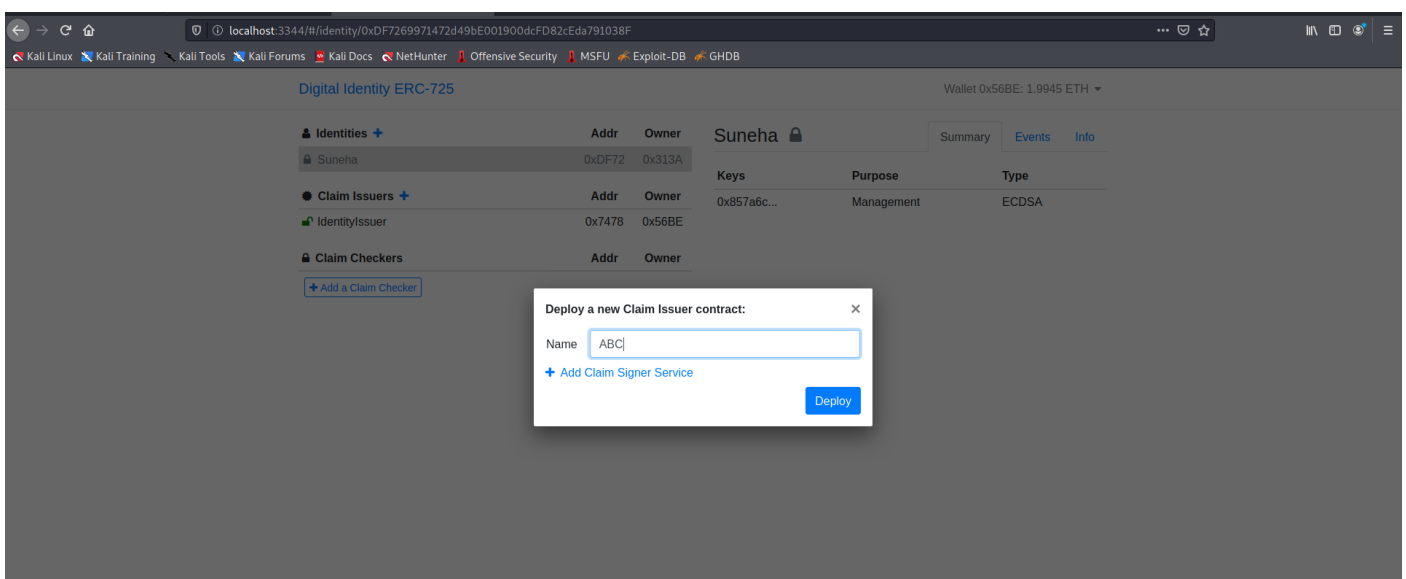 localhost:3344/#/identity/0xDF7269971472d49bE001900dcFD82cEda791038F
Kali Linux Kali Training Kali Tools Kali Forums Kali Docs NetHunter Offensive Security MSFU Exploit-DB GHDB
Digital Identity ERC-725 Wallet 0x56BE: 1.9945 ETH
Identities Addr Owner
Suneha 0xDF72 0x313A
Claim Issuers Addr Owner
IdentityIssuer 0x7478 0x56BE
Claim Checkers Addr Owner
Add a Claim Checker
Suneha Summary Events Info
Keys Purpose Type
0x857a6c... Management ECDSA
Deploy a new Claim Issuer contract: ×
Name ABC
Add Claim Signer Service
Deploy